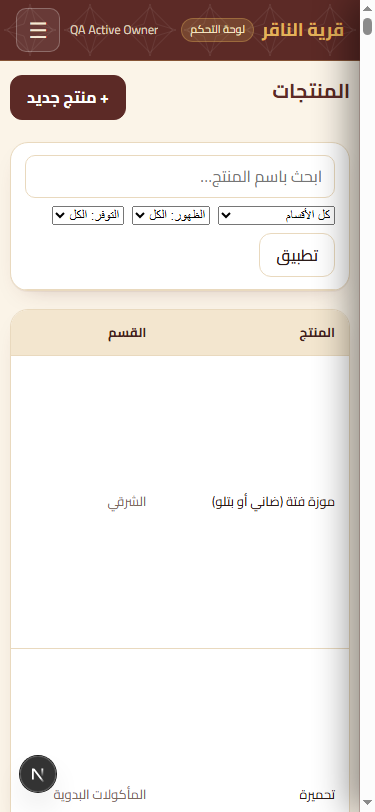 قرية الناقر لوحة التحكم QA Active Owner
المنتجات
+ منتج جديد
ابحث باسم المنتج...
كل الأقسام الظهور: الكل التوفر: الكل
تطبيق
المنتج القسم
موزة فتة (ضاني أو بتلو) الشرقي
تحميرة المأكولات البدوية
N